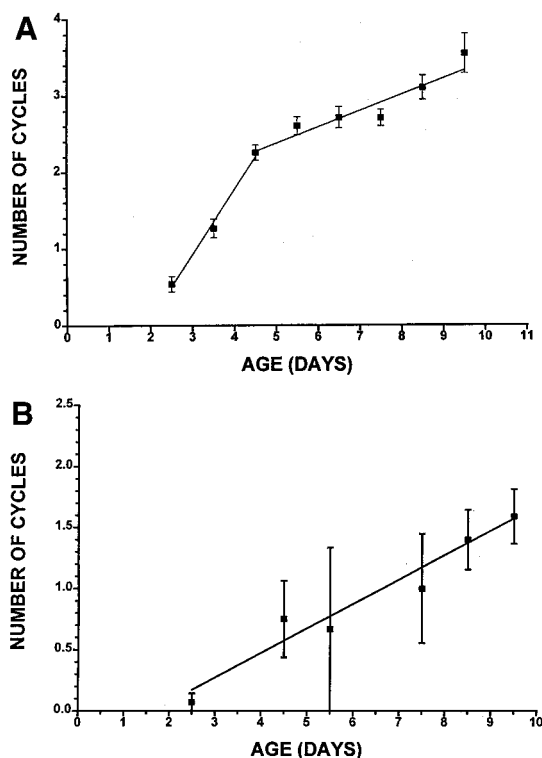 A
4
3
2
1
0
NUMBER OF CYCLES
0 1 2 3 4 5 6 7 8 9 10 11
AGE (DAYS)
B
2.5
2.0
1.5
1.0
0.5
0.0
NUMBER OF CYCLES
0 1 2 3 4 5 6 7 8 9 10
AGE (DAYS)